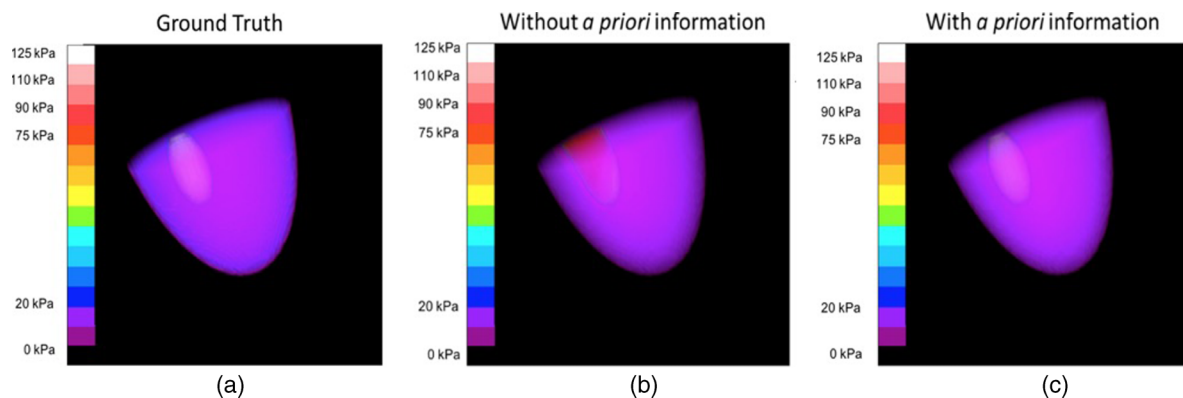 Ground Truth
125 kPa
110 kPa
90 kPa
75 kPa
20 kPa
0 kPa
(a)
Without a priori information
125 kPa
110 kPa
90 kPa
75 kPa
20 kPa
0 kPa
(b)
With a priori information
125 kPa
110 kPa
90 kPa
75 kPa
20 kPa
0 kPa
(c)